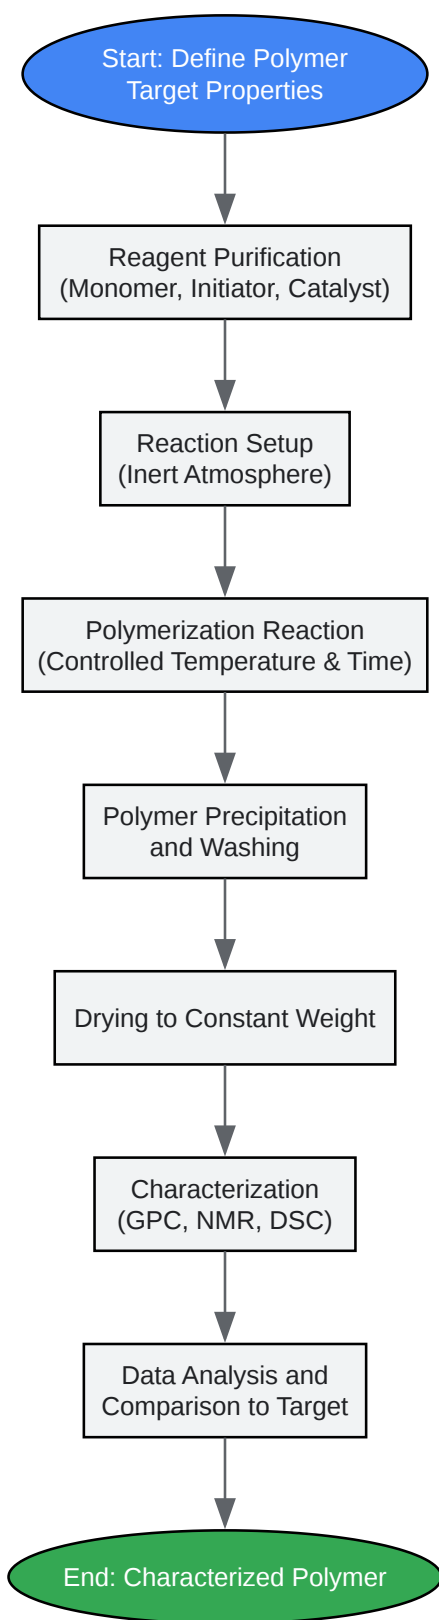 Start: Define Polymer
Target Properties
Reagent Purification
(Monomer, Initiator, Catalyst)
Reaction Setup
(Inert Atmosphere)
Polymerization Reaction
(Controlled Temperature & Time)
Polymer Precipitation
and Washing
Drying to Constant Weight
Characterization
(GPC, NMR, DSC)
Data Analysis and
Comparison to Target
End: Characterized Polymer